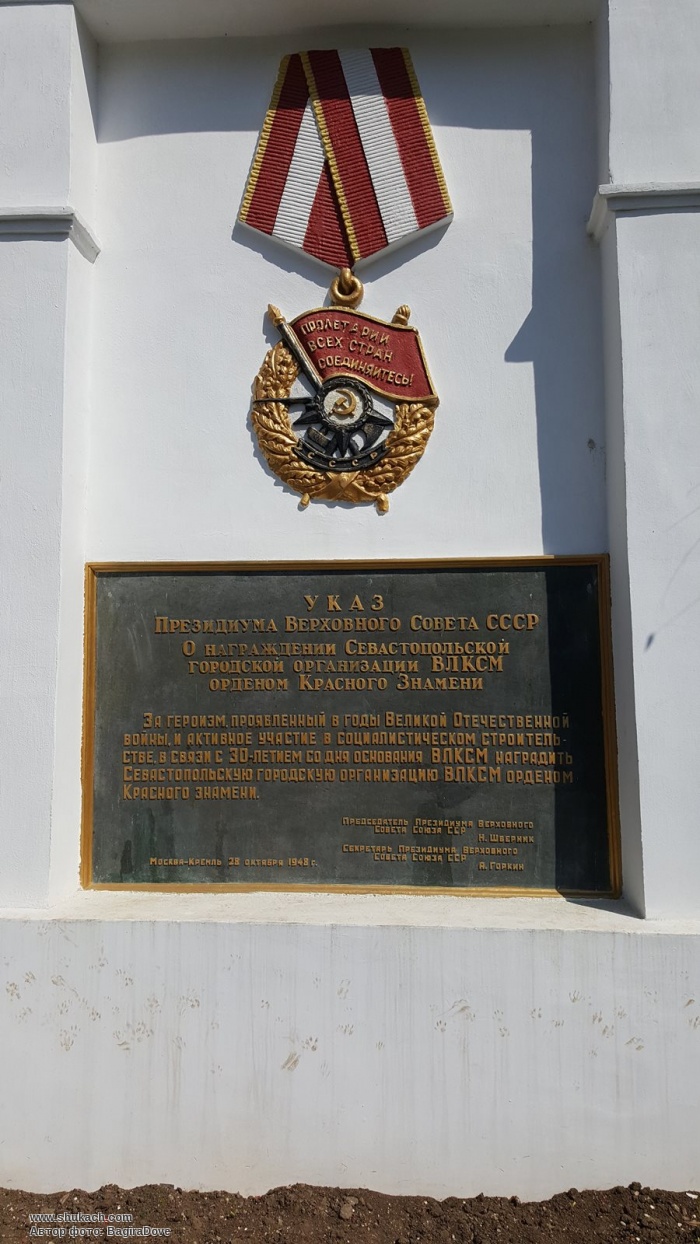 ПРОЛЕТАРИИ
ВСЕХ СТРАН
СОЕДИНЯЙТЕСЬ!
СССР
УКАЗ
ПРЕЗИДИУМА ВЕРХОВНОГО СОВЕТА СССР
О НАГРАЖДЕНИИ СЕВАСТОПОЛЬСКОЙ
ГОРОДСКОЙ ОРГАНИЗАЦИИ ВЛКСМ
ОРДЕНОМ КРАСНОГО ЗНАМЕНИ
ЗА ГЕРОИЗМ, ПРОЯВЛЕННЫЙ В ГОДЫ ВЕЛИКОЙ ОТЕЧЕСТВЕННОЙ
ВОЙНЫ, И АКТИВНОЕ УЧАСТИЕ В СОЦИАЛИСТИЧЕСКОМ СТРОИТЕЛЬ-
СТВЕ, В СВЯЗИ С 30-ЛЕТИЕМ СО ДНЯ ОСНОВАНИЯ ВЛКСМ НАГРАДИТЬ
СЕВАСТОПОЛЬСКУЮ ГОРОДСКУЮ ОРГАНИЗАЦИЮ ВЛКСМ ОРДЕНОМ
КРАСНОГО ЗНАМЕНИ.
ПРЕДСЕДАТЕЛЬ ПРЕЗИДИУМА ВЕРХОВНОГО
СОВЕТА СОЮЗА ССР
Н. ШВЕРНИК
СЕКРЕТАРЬ ПРЕЗИДИУМА ВЕРХОВНОГО
СОВЕТА СОЮЗА ССР
А. ГОРКИН
МОСКВА-КРЕМЛЬ 28 ОКТЯБРЯ 1948 Г.
www.shukach.com
Автор фото: BagiraDove